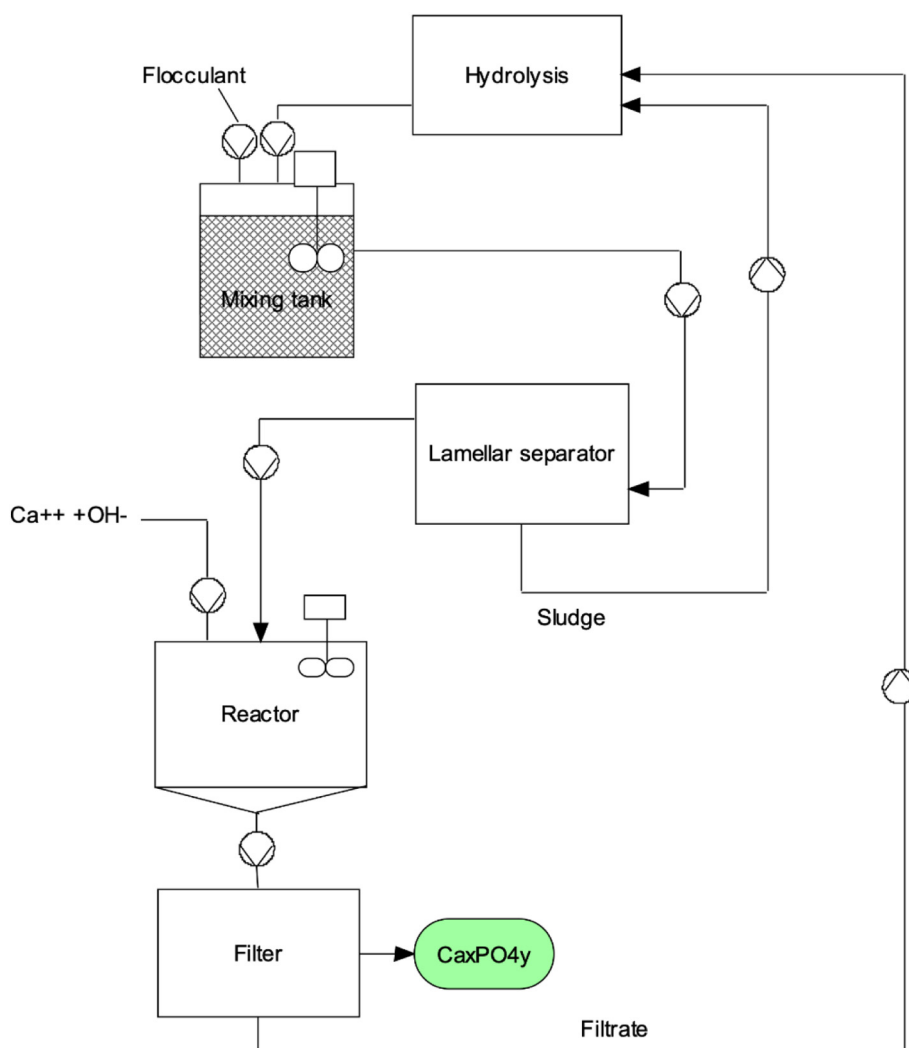 Hydrolysis
Flocculant
Mixing tank
Lamellar separator
Ca++ +OH-
Sludge
Reactor
Filter
CaxPO4y
Filtrate